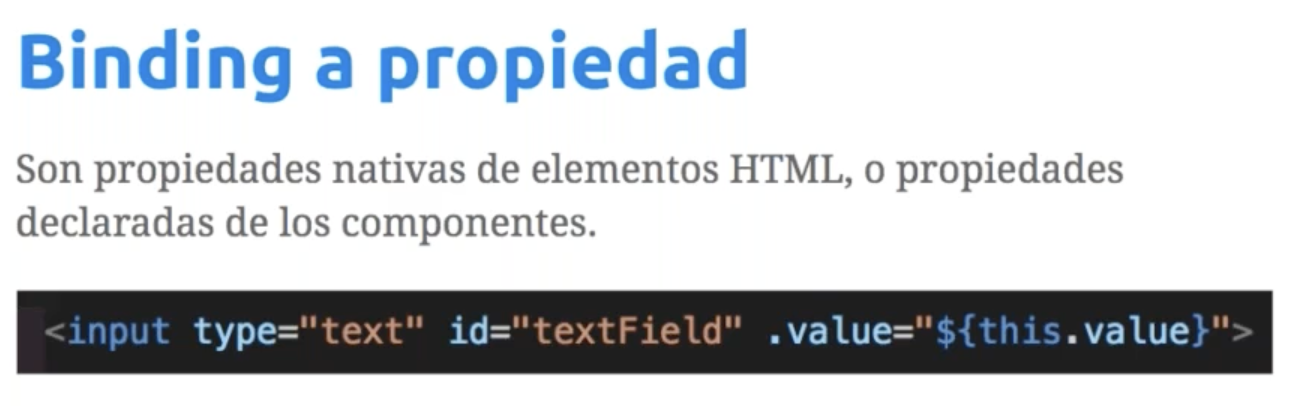 Binding a propiedad
Son propiedades nativas de elementos HTML, o propiedades
declaradas de los componentes.
<input type="text" id="textField" .value="${this.value}">